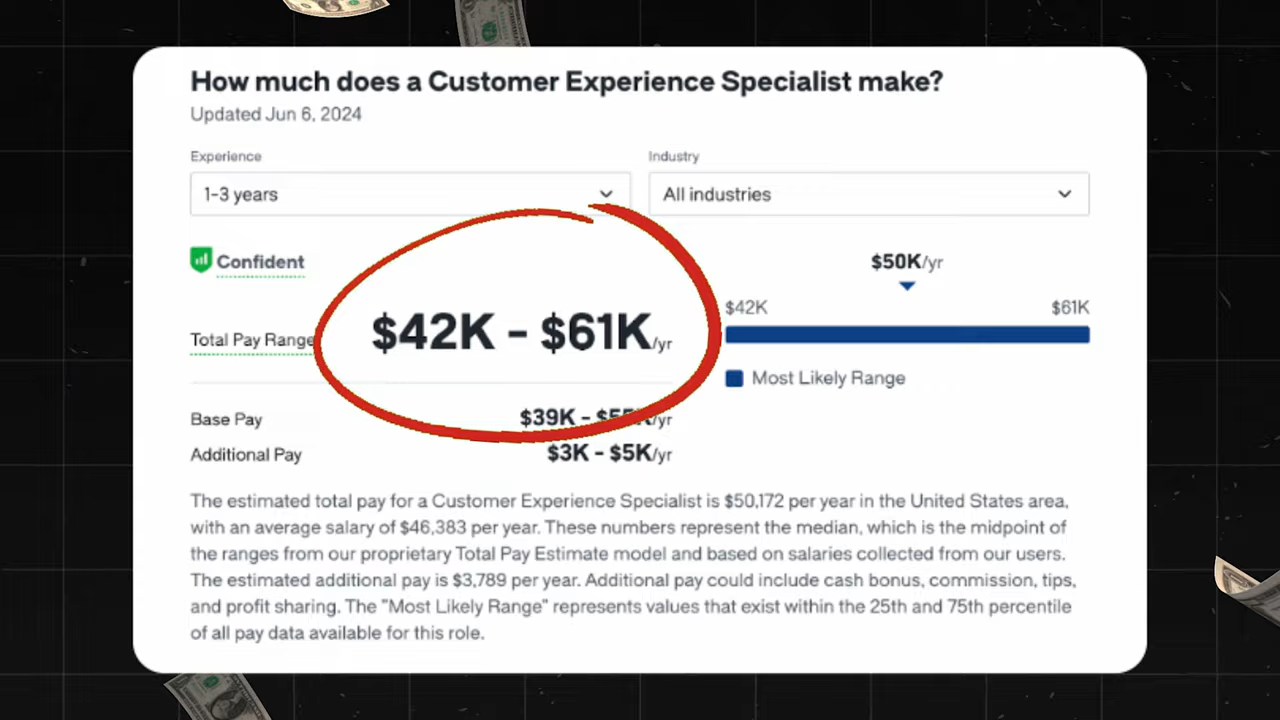 How much does a Customer Experience Specialist make?
Updated Jun 6, 2024
Experience
Industry
1-3 years
All industries
Confident
$50K/yr
$42K
$61K
Total Pay Range
$42K - $61K/yr
Most Likely Range
Base Pay
$39K - $55K/yr
Additional Pay
$3K - $5K/yr
The estimated total pay for a Customer Experience Specialist is $50,172 per year in the United States area,
with an average salary of $46,383 per year. These numbers represent the median, which is the midpoint of
the ranges from our proprietary Total Pay Estimate model and based on salaries collected from our users.
The estimated additional pay is $3,789 per year. Additional pay could include cash bonus, commission, tips,
and profit sharing. The "Most Likely Range" represents values that exist within the 25th and 75th percentile
of all pay data available for this role.